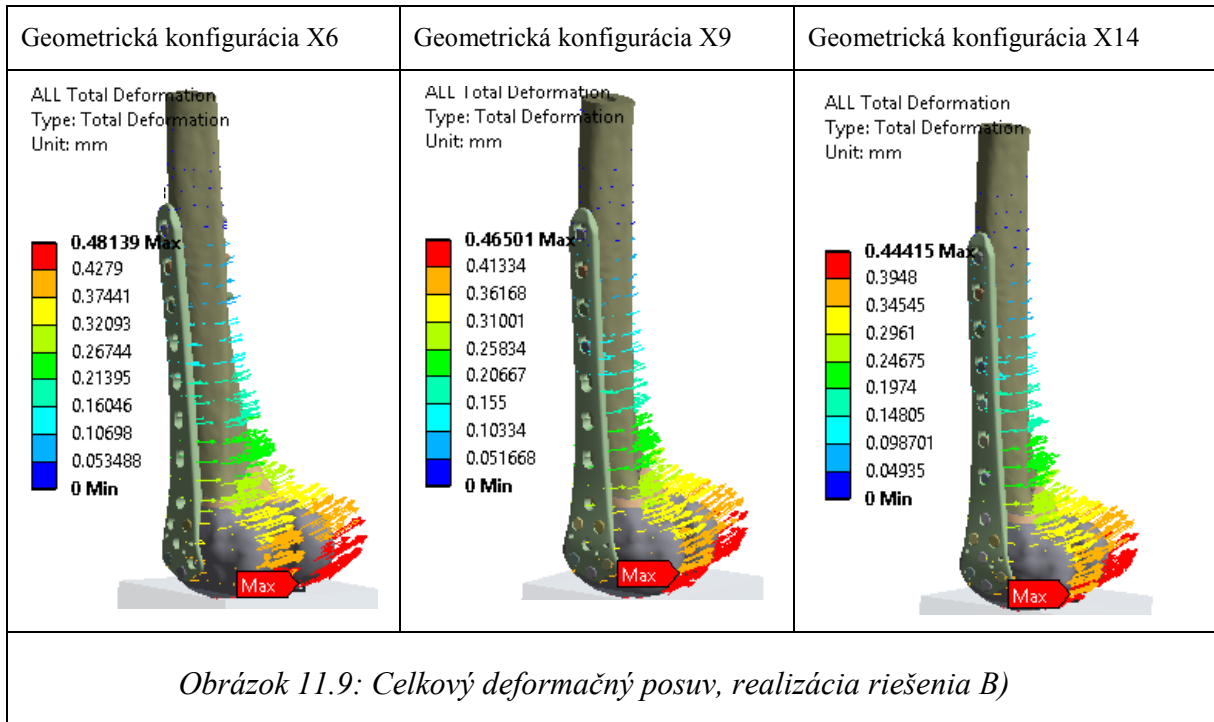 Geometrická konfigurácia X6
Geometrická konfigurácia X9
Geometrická konfigurácia X14
ALL Total Deformation
Type: Total Deformation
Unit: mm
0.48139 Max
0.4279
0.37441
0.32093
0.26744
0.21395
0.16046
0.10698
0.053488
0 Min
Max
ALL Total Deformation
Type: Total Deformation
Unit: mm
0.46501 Max
0.41334
0.36168
0.31001
0.25834
0.20667
0.155
0.10334
0.051668
0 Min
Max
ALL Total Deformation
Type: Total Deformation
Unit: mm
0.44415 Max
0.3948
0.34545
0.2961
0.24675
0.1974
0.14805
0.098701
0.04935
0 Min
Max
Obrázok 11.9: Celkový deformačný posuv, realizácia riešenia B)